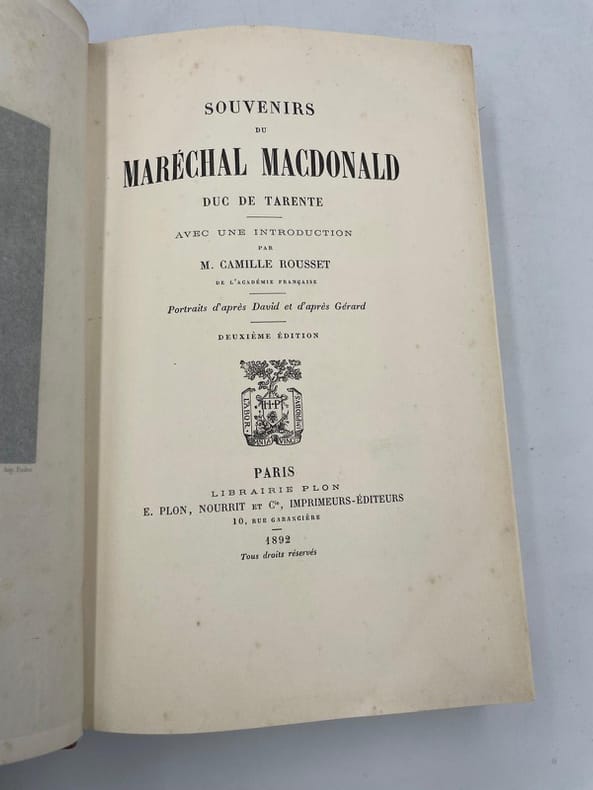 SOUVENIRS
DU
MARÉCHAL MACDONALD
DUC DE TARENTE
AVEC UNE INTRODUCTION
PAR
M. CAMILLE ROUSSET
DE L'ACADÉMIE FRANÇAISE
Portraits d'après David et d'après Gérard
DEUXIÈME ÉDITION
LABOR
H·P
PARIS
LIBRAIRIE PLON
E. PLON, NOURRIT ET Cie, IMPRIMEURS-ÉDITEURS
10, RUE GARANCIÈRE
1892
Tous droits réservés